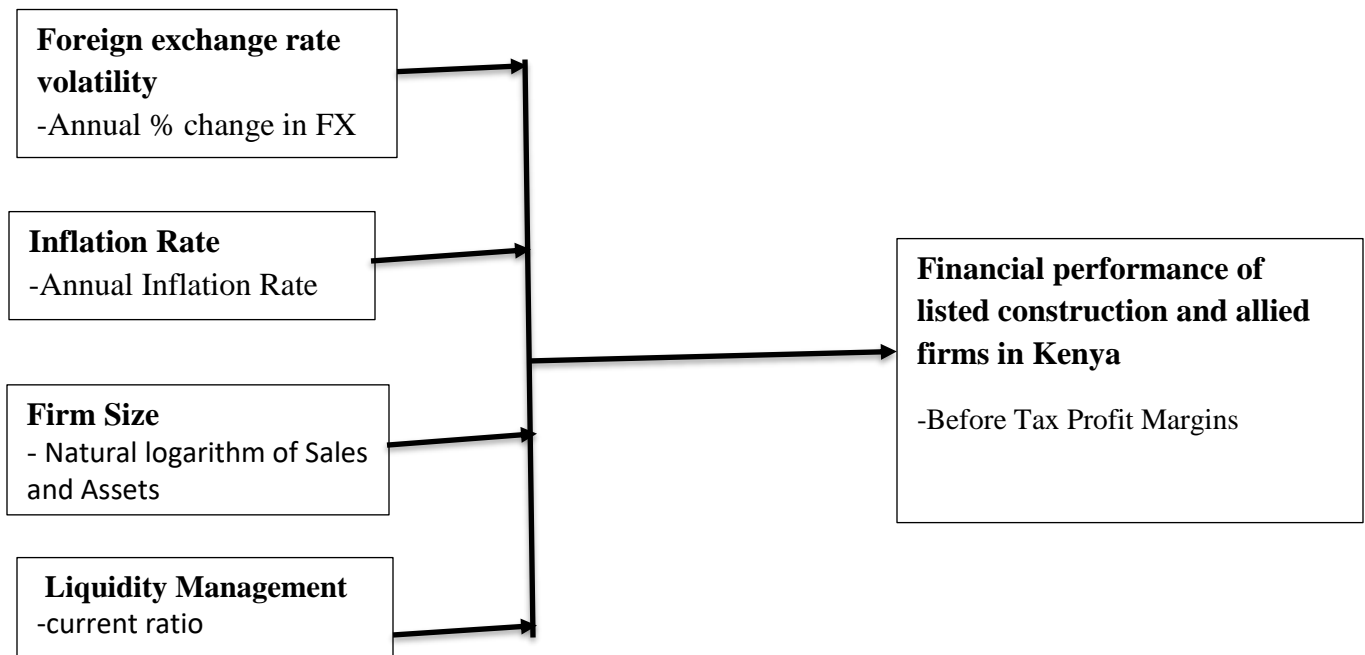 Foreign exchange rate
volatility
-Annual % change in FX
Inflation Rate
-Annual Inflation Rate
Firm Size
- Natural logarithm of Sales
and Assets
Liquidity Management
-current ratio
Financial performance of
listed construction and allied
firms in Kenya
-Before Tax Profit Margins